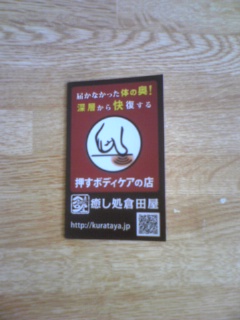 届かなかった体の奥!
深層から快復する
押すボディケアの店
癒し処倉田屋
http://kurataya.jp